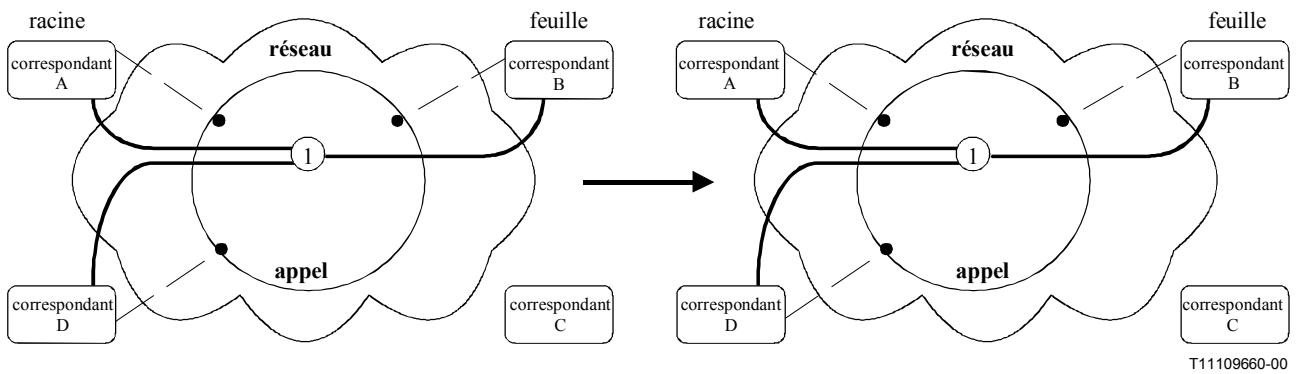 racine
feuille
correspondant
A
réseau
correspondant
B
1
appel
correspondant
D
correspondant
C
racine
feuille
correspondant
A
réseau
correspondant
B
1
appel
correspondant
D
correspondant
C
T11109660-00